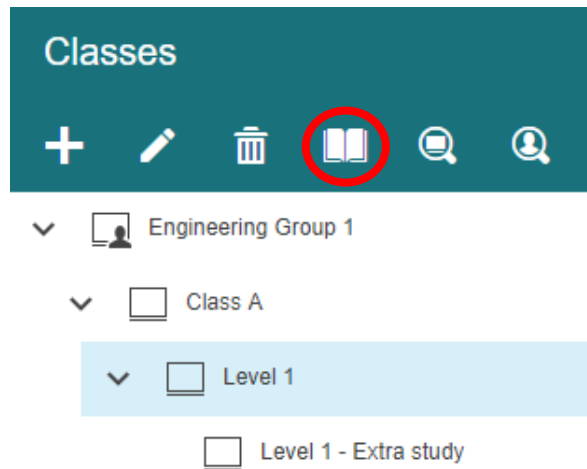 Classes
Engineering Group 1
Class A
Level 1
Level 1 - Extra study